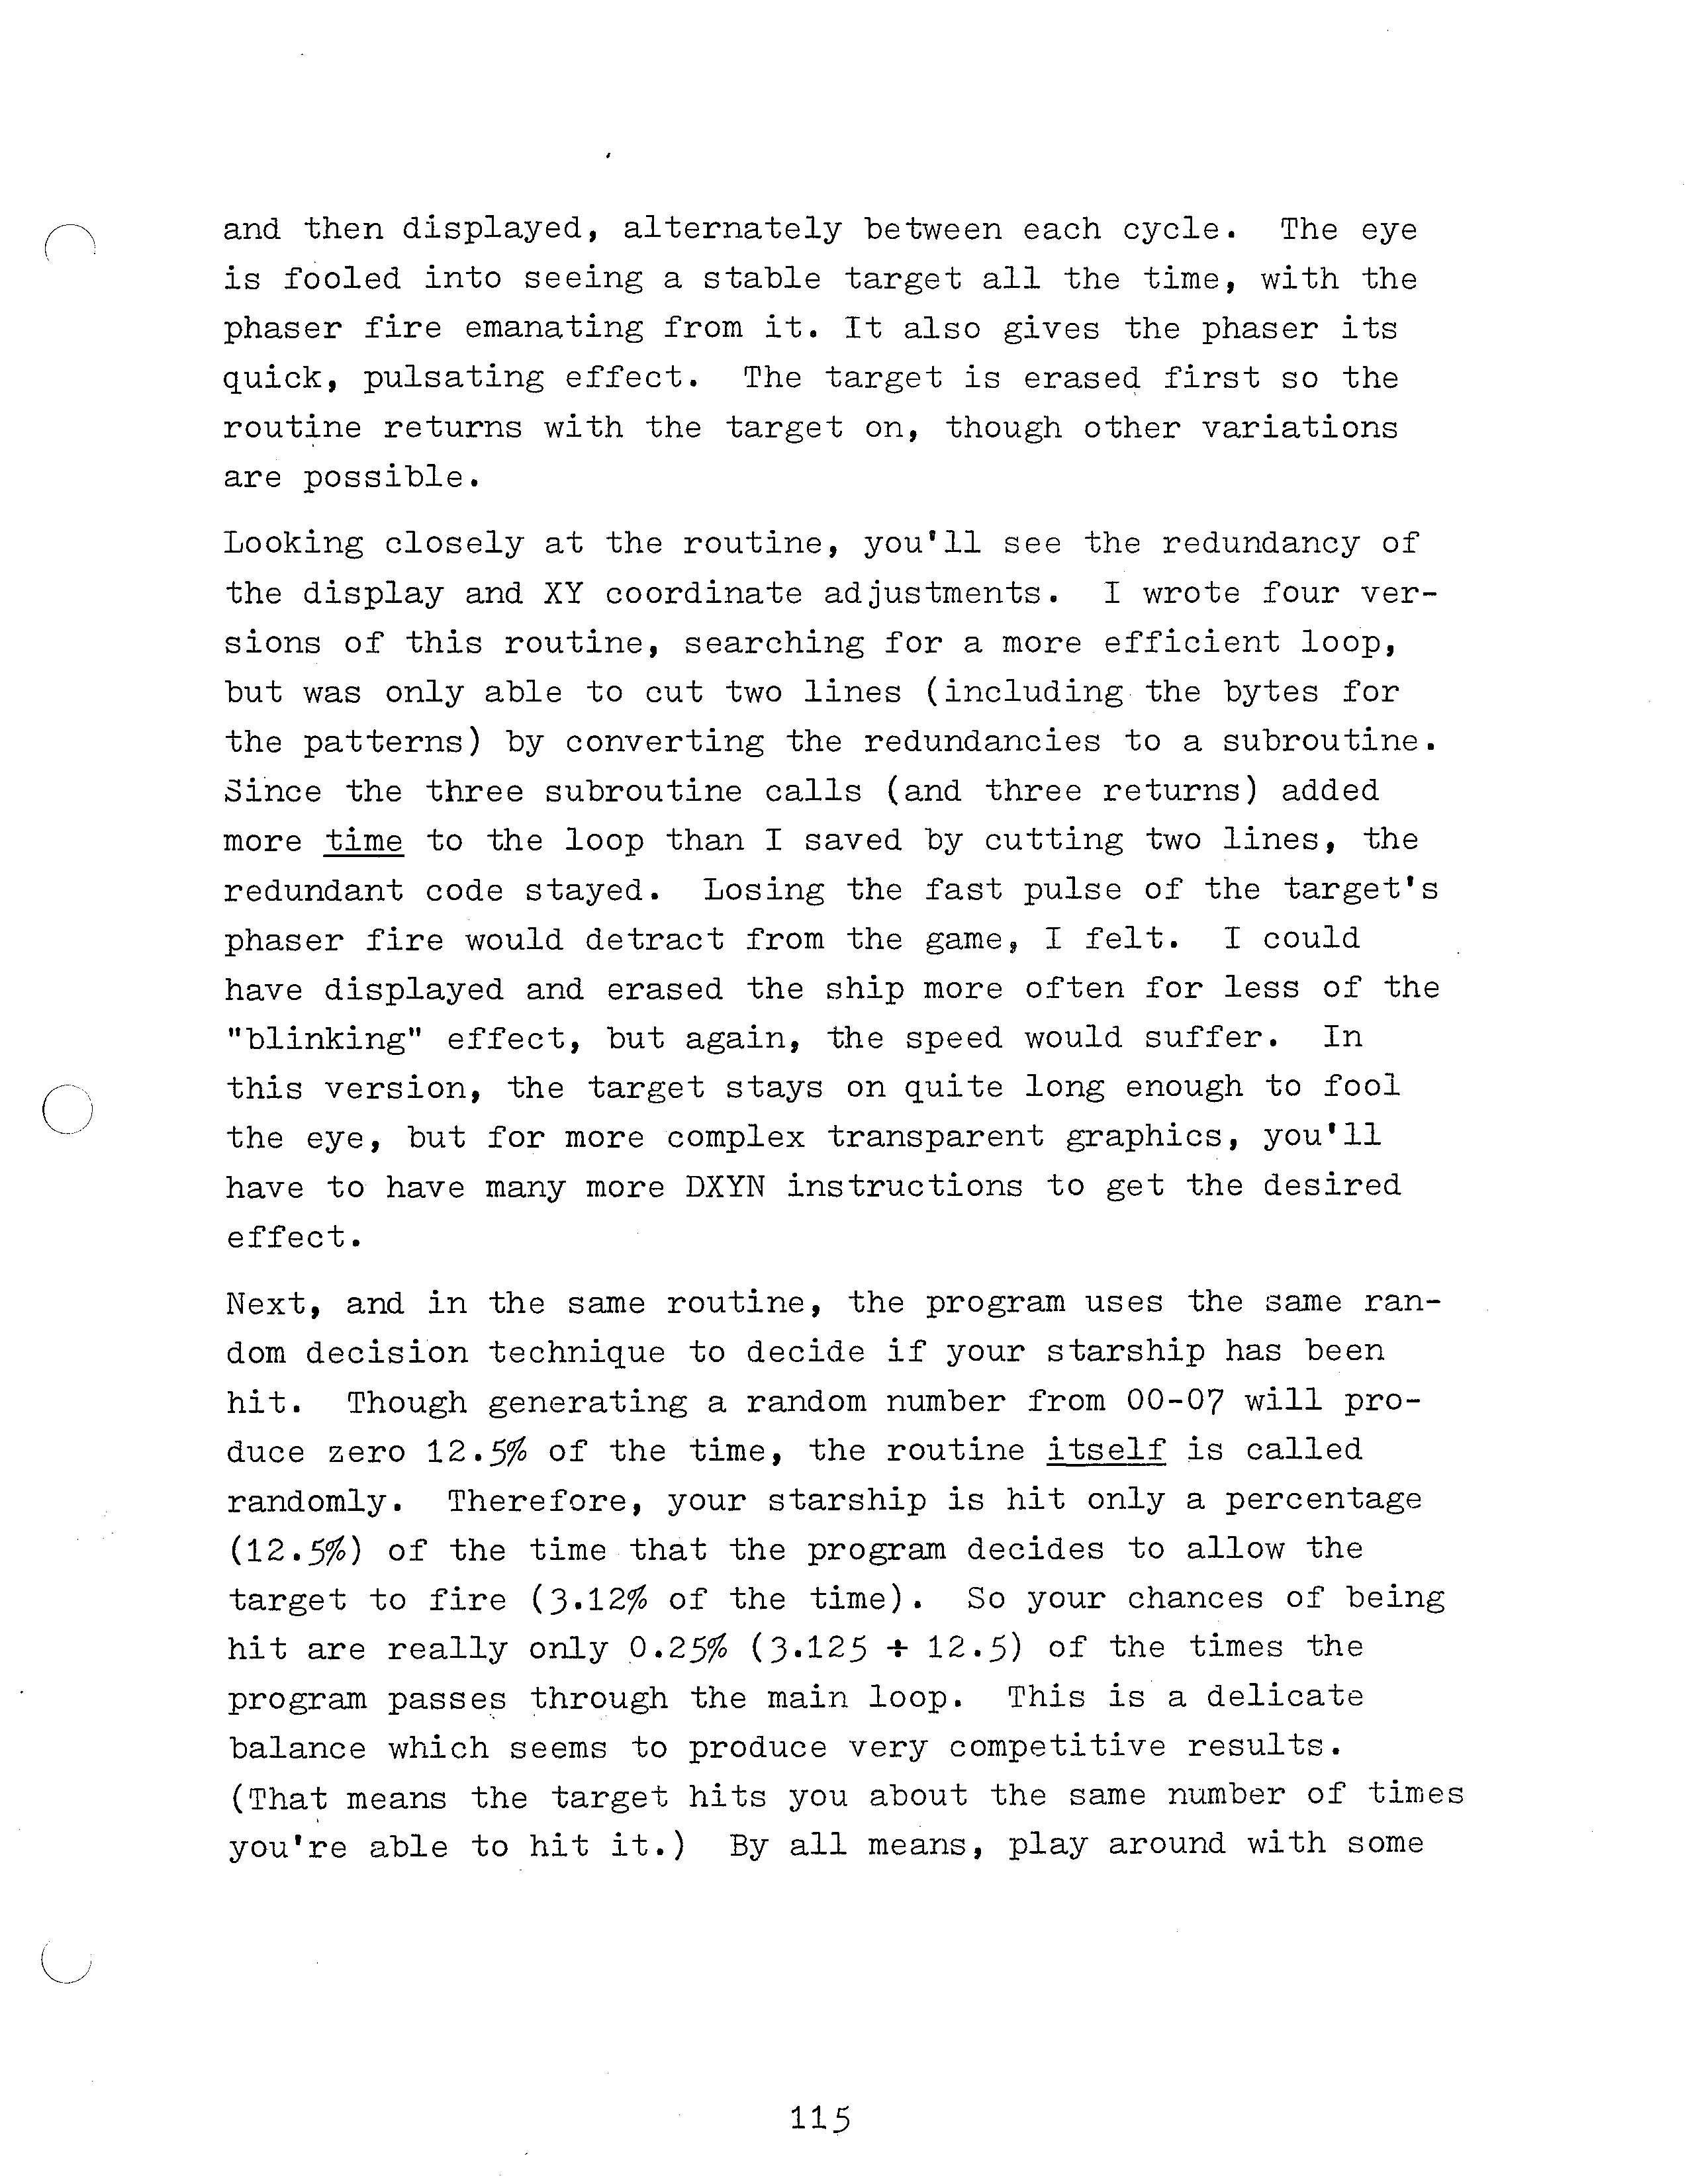 and then displayed, alternately between each cycle.  The eye
is fooled into seeing a stable target all the time, with the
phaser fire emanating from it. It also gives the phaser its
quick, pulsating effect.  The target is erased first so the
routine returns with the target on, though other variations
are possible.
Looking closely at the routine, you'll see the redundancy of
the display and XY coordinate adjustments.  I wrote four ver-
sions of this routine, searching for a more efficient loop,
but was only able to cut two lines (including the bytes for
the patterns) by converting the redundancies to a subroutine.
Since the three subroutine calls (and three returns) added
more time to the loop than I saved by cutting two lines, the
redundant code stayed.  Losing the fast pulse of the target's
phaser fire would detract from the game, I felt.  I could
have displayed and erased the ship more often for less of the
"blinking" effect, but again, the speed would suffer.  In
this version, the target stays on quite long enough to fool
the eye, but for more complex transparent graphics, you'll
have to have many more DXYN instructions to get the desired
effect.
Next, and in the same routine, the program uses the same ran-
dom decision technique to decide if your starship has been
hit.  Though generating a random number from 00-07 will pro-
duce zero 12.5% of the time, the routine itself is called
randomly.  Therefore, your starship is hit only a percentage
(12.5%) of the time that the program decides to allow the
target to fire (3.12% of the time).  So your chances of being
hit are really only 0.25% (3.125 ÷ 12.5) of the times the
program passes through the main loop.  This is a delicate
balance which seems to produce very competitive results.
(That means the target hits you about the same number of times
you're able to hit it.)  By all means, play around with some
115